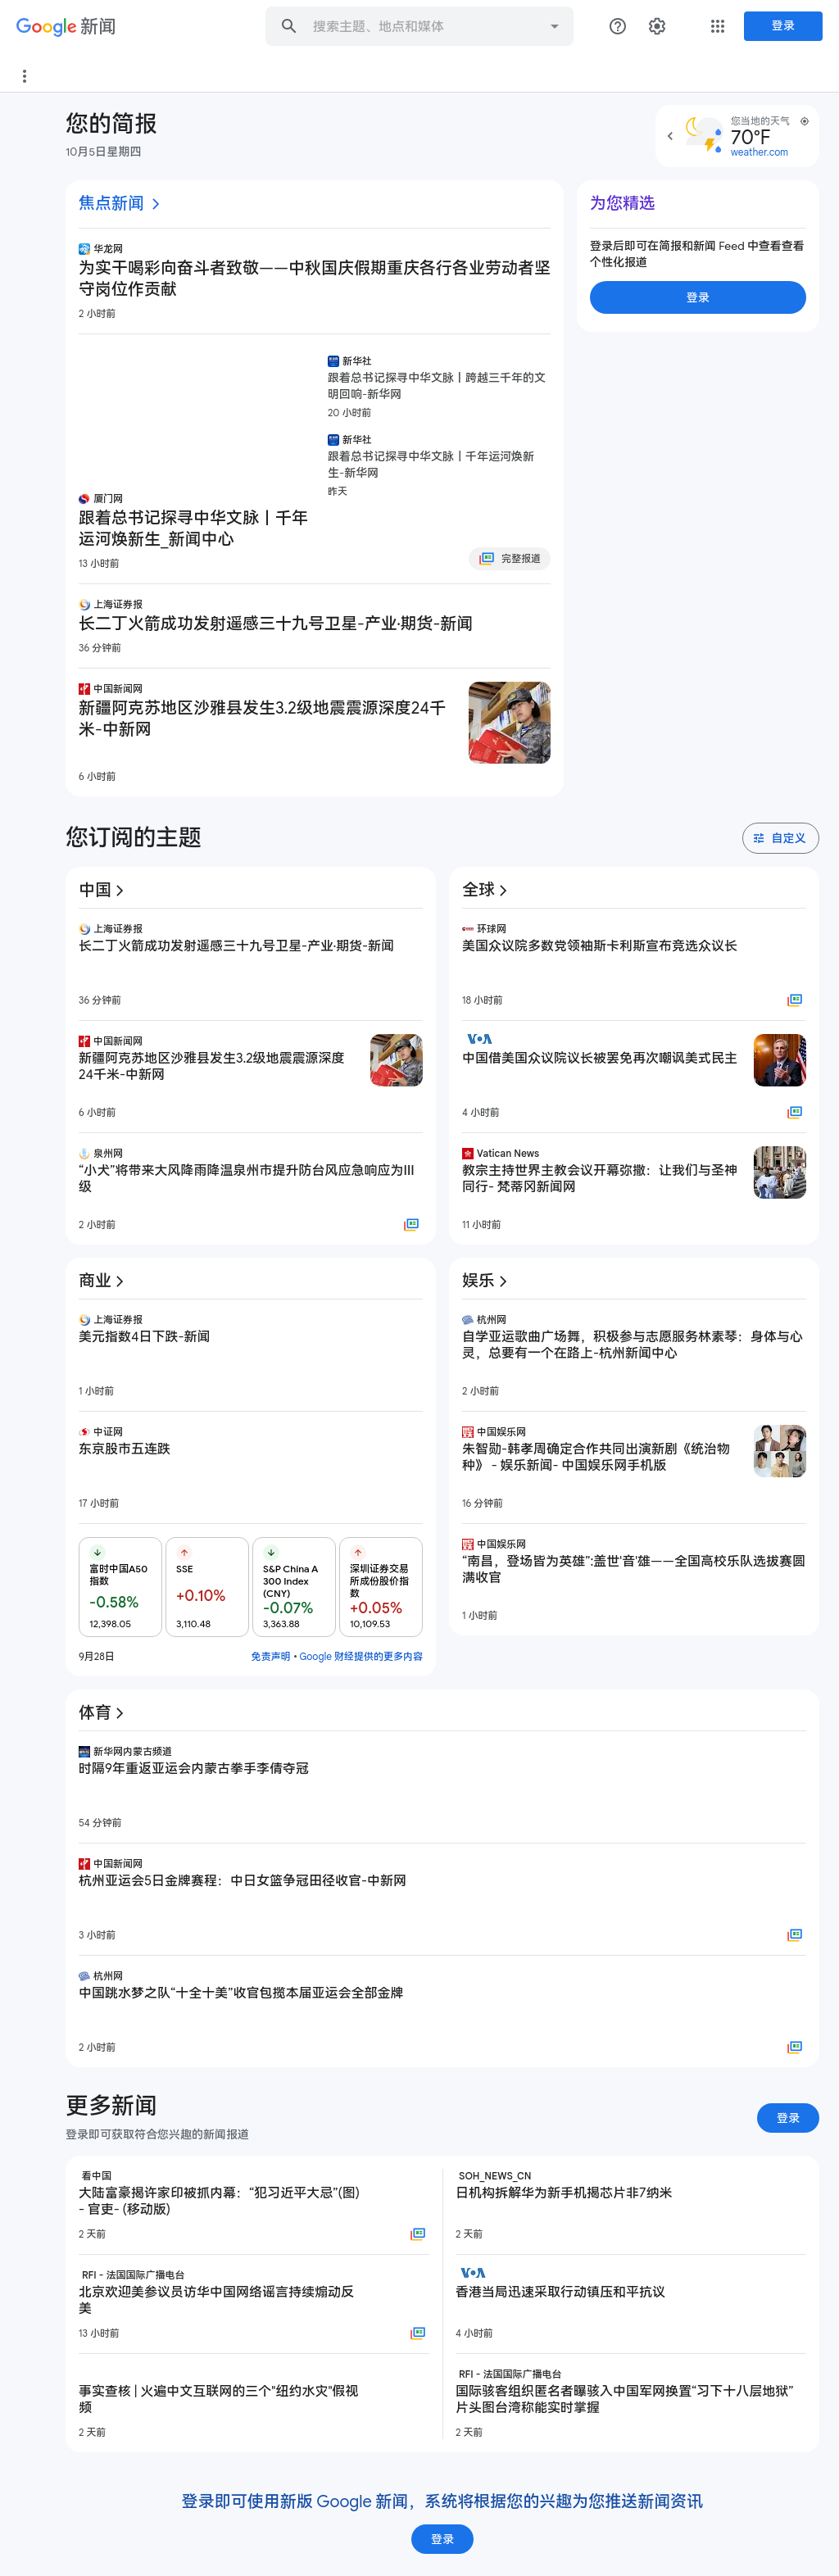 Google 新闻
搜索主题、地点和媒体
登录
您的简报
10月5日星期四
您当地的天气
70°F
weather.com
焦点新闻
华龙网
为实干喝彩向奋斗者致敬——中秋国庆假期重庆各行各业劳动者坚
守岗位作贡献
2 小时前
厦门网
跟着总书记探寻中华文脉丨千年
运河焕新生_新闻中心
13 小时前
新华社
跟着总书记探寻中华文脉丨跨越三千年的文
明回响-新华网
20 小时前
新华社
跟着总书记探寻中华文脉丨千年运河焕新
生-新华网
昨天
完整报道
上海证券报
长二丁火箭成功发射遥感三十九号卫星-产业·期货-新闻
36 分钟前
中国新闻网
新疆阿克苏地区沙雅县发生3.2级地震震源深度24千
米-中新网
6 小时前
为您精选
登录后即可在简报和新闻 Feed 中查看查看
个性化报道
登录
您订阅的主题
自定义
中国
上海证券报
长二丁火箭成功发射遥感三十九号卫星-产业·期货-新闻
36 分钟前
中国新闻网
新疆阿克苏地区沙雅县发生3.2级地震震源深度
24千米-中新网
6 小时前
泉州网
“小犬”将带来大风降雨降温泉州市提升防台风应急响应为III
级
2 小时前
全球
环球网
美国众议院多数党领袖斯卡利斯宣布竞选众议长
18 小时前
VOA
中国借美国众议院议长被罢免再次嘲讽美式民主
4 小时前
Vatican News
教宗主持世界主教会议开幕弥撒：让我们与圣神
同行- 梵蒂冈新闻网
11 小时前
商业
上海证券报
美元指数4日下跌-新闻
1 小时前
中证网
东京股市五连跌
17 小时前
富时中国A50
指数
-0.58%
12,398.05
SSE
+0.10%
3,110.48
S&P China A
300 Index
(CNY)
-0.07%
3,363.88
深圳证券交易
所成份股价指
数
+0.05%
10,109.53
9月28日
免责声明 • Google 财经提供的更多内容
娱乐
杭州网
自学亚运歌曲广场舞，积极参与志愿服务林素琴：身体与心
灵，总要有一个在路上-杭州新闻中心
2 小时前
中国娱乐网
朱智勋-韩孝周确定合作共同出演新剧《统治物
种》 - 娱乐新闻- 中国娱乐网手机版
16 分钟前
中国娱乐网
“南昌，登场皆为英雄”:盖世'音'雄——全国高校乐队选拔赛圆
满收官
1 小时前
体育
新华网内蒙古频道
时隔9年重返亚运会内蒙古拳手李倩夺冠
54 分钟前
中国新闻网
杭州亚运会5日金牌赛程：中日女篮争冠田径收官-中新网
3 小时前
杭州网
中国跳水梦之队“十全十美”收官包揽本届亚运会全部金牌
2 小时前
更多新闻
登录即可获取符合您兴趣的新闻报道
登录
看中国
大陆富豪揭许家印被抓内幕：“犯习近平大忌”(图)
- 官吏- (移动版)
2 天前
RFI - 法国国际广播电台
北京欢迎美参议员访华中国网络谣言持续煽动反
美
13 小时前
事实查核 | 火遍中文互联网的三个"纽约水灾"假视
频
2 天前
SOH_NEWS_CN
日机构拆解华为新手机揭芯片非7纳米
2 天前
VOA
香港当局迅速采取行动镇压和平抗议
4 小时前
RFI - 法国国际广播电台
国际骇客组织匿名者曝骇入中国军网换置“习下十八层地狱”
片头图台湾称能实时掌握
2 天前
登录即可使用新版 Google 新闻，系统将根据您的兴趣为您推送新闻资讯
登录